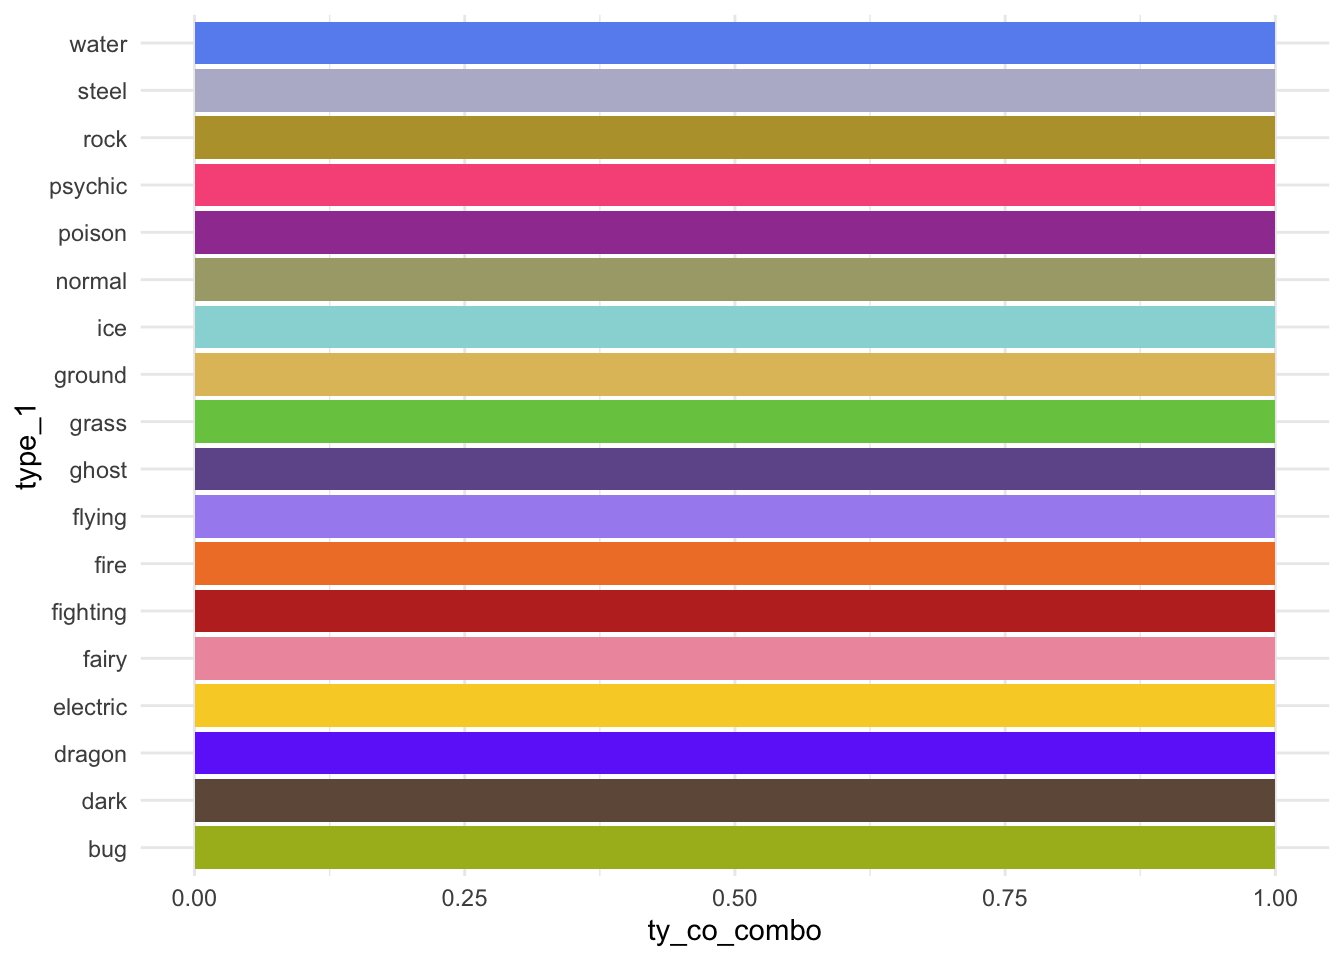 water
steel
rock
psychic
poison
normal
ice
ground
grass
ghost
flying
fire
fighting
fairy
electric
dragon
dark
bug
type_1
0.00 0.25 0.50 0.75 1.00
ty_co_combo